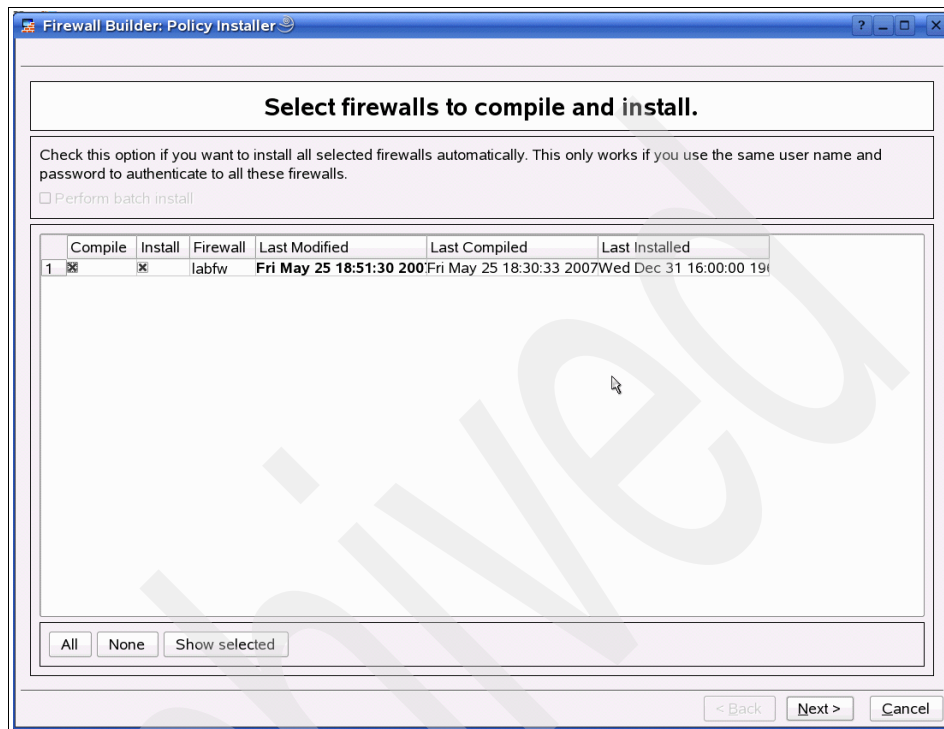 Firewall Builder: Policy Installer
Select firewalls to compile and install.
Check this option if you want to install all selected firewalls automatically. This only works if you use the same user name and
password to authenticate to all these firewalls.
Perform batch install
Compile Install Firewall Last Modified Last Compiled Last Installed
1 labfw Fri May 25 18:51:30 200 Fri May 25 18:30:33 2007 Wed Dec 31 16:00:00 196
All None Show selected
< Back Next > Cancel
hived